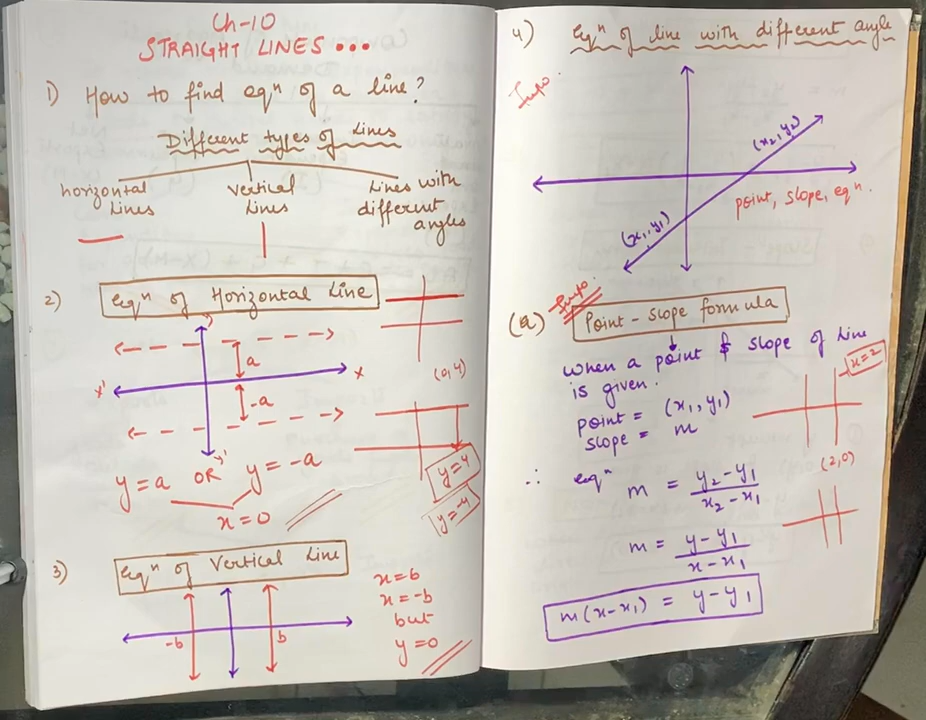 Ch-10
STRAIGHT LINES...
1) How to find eqⁿ of a line?
Different types of Lines
horizontal Lines
Vertical Lines
Lines with different angles
2) eqⁿ of Horizontal Line
y
a
x' x
-a
y'
y=a OR y=-a
x=0
(0,4)
y=4
y=-4
3) eqⁿ of Vertical Line
-b b
x=b
x=-b
but
y=0
4) eqⁿ of line with different angle
Impo.
(x₂, y₂)
(x₁, y₁)
point, slope, eqⁿ.
Impo
(a) Point-slope formula
when a point & slope of Line
is given.
point = (x₁, y₁)
slope = m
x=2
(2,0)
∴ eqⁿ m = y₂-y₁ / x₂-x₁
m = y-y₁ / x-x₁
m(x-x₁) = y-y₁